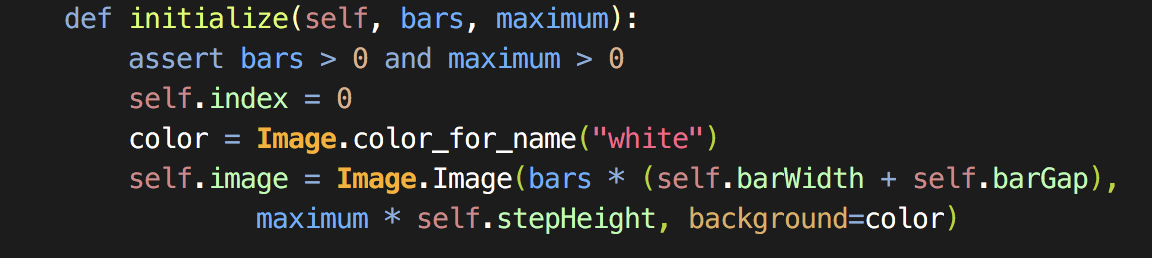 def initialize(self, bars, maximum):
assert bars > 0 and maximum > 0
self.index = 0
color = Image.color_for_name("white")
self.image = Image.Image(bars * (self.barWidth + self.barGap),
maximum * self.stepHeight, background=color)